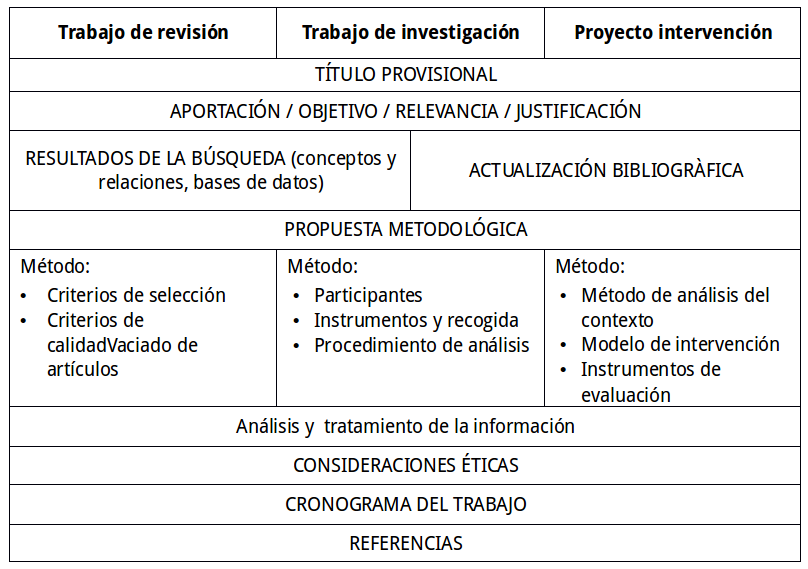 Trabajo de revisión
Trabajo de investigación
Proyecto intervención
TÍTULO PROVISIONAL
APORTACIÓN / OBJETIVO / RELEVANCIA / JUSTIFICACIÓN
RESULTADOS DE LA BÚSQUEDA (conceptos y
relaciones, bases de datos)
ACTUALIZACIÓN BIBLIOGRÀFICA
PROPUESTA METODOLÓGICA
Método:
• Criterios de selección
• Criterios de
calidadVaciado de
artículos
Método:
• Participantes
• Instrumentos y recogida
• Procedimiento de análisis
Método:
• Método de análisis del
contexto
• Modelo de intervención
• Instrumentos de
evaluación
Análisis y  tratamiento de la información
CONSIDERACIONES ÉTICAS
CRONOGRAMA DEL TRABAJO
REFERENCIAS